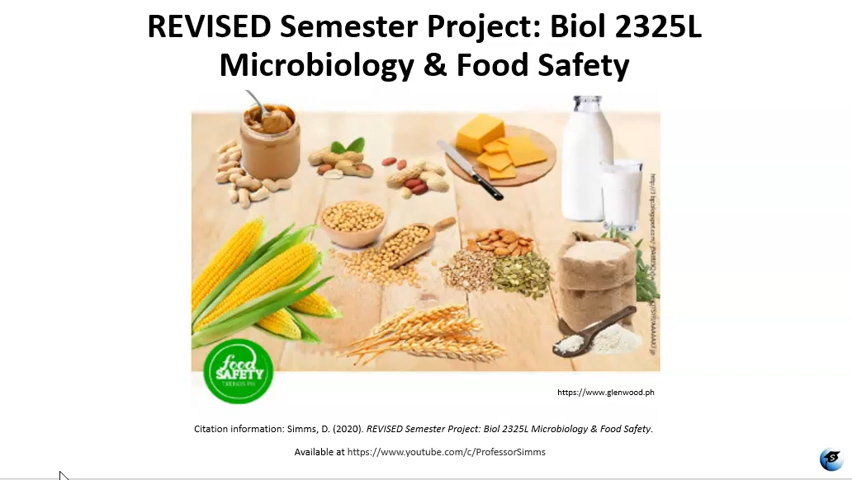 REVISED Semester Project: Biol 2325L
Microbiology & Food Safety
food
SAFETY
https://www.glenwood.ph
Citation information: Simms, D. (2020). REVISED Semester Project: Biol 2325L Microbiology & Food Safety.
Available at https://www.youtube.com/c/ProfessorSimms
S